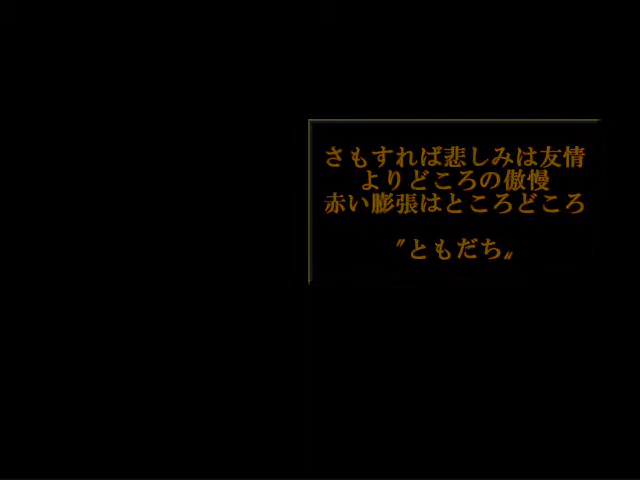 さもすれば悲しみは友情
よりどころの傲慢
赤い膨張はところどころ
〝ともだち〟